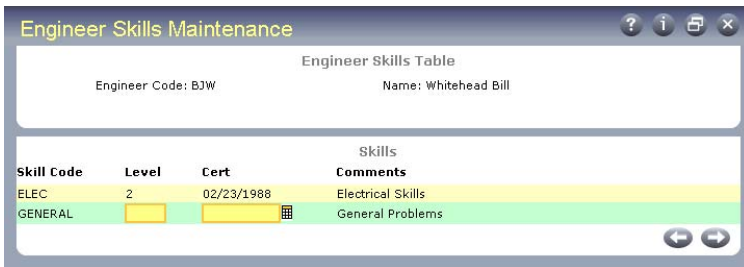 Engineer Skills Maintenance ? i
Engineer Skills Table
Engineer Code: BJW Name: Whitehead Bill
Skills
Skill Code Level Cert Comments
ELEC 2 02/23/1988 Electrical Skills
GENERAL General Problems